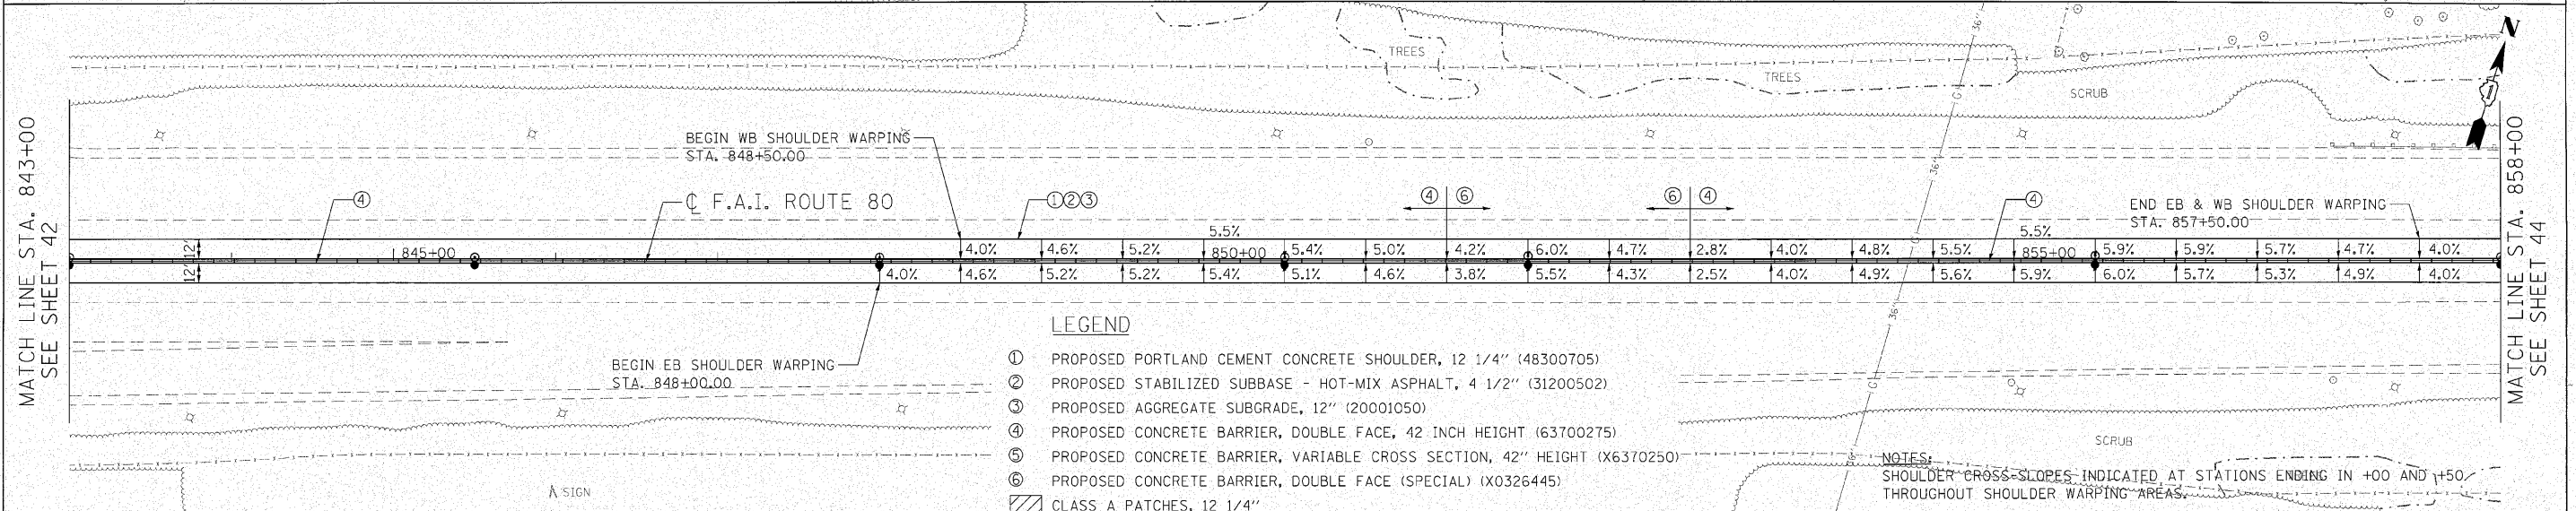 MATCH LINE STA. 843+00
SEE SHEET 42
TREES
TREES
SCRUB
N
BEGIN WB SHOULDER WARPING
STA. 848+50.00
④
℄ F.A.I. ROUTE 80
①②③
④ ⑥
⑥ ④
④
END EB & WB SHOULDER WARPING
STA. 857+50.00
36"
G
36"
5.5%
5.5%
12' 12'
845+00
4.0% 4.6% 5.2% 850+00 5.4% 5.0% 4.2% 6.0% 4.7% 2.8% 4.0% 4.8% 5.5% 855+00 5.9% 5.9% 5.7% 4.7% 4.0%
4.0% 4.6% 5.2% 5.2% 5.4% 5.1% 4.6% 3.8% 5.5% 4.3% 2.5% 4.0% 4.9% 5.6% 5.9% 6.0% 5.7% 5.3% 4.9% 4.0%
G
36"
G
36"
BEGIN EB SHOULDER WARPING
STA. 848+00.00
LEGEND
① PROPOSED PORTLAND CEMENT CONCRETE SHOULDER, 12 1/4" (48300705)
② PROPOSED STABILIZED SUBBASE - HOT-MIX ASPHALT, 4 1/2" (31200502)
③ PROPOSED AGGREGATE SUBGRADE, 12" (20001050)
④ PROPOSED CONCRETE BARRIER, DOUBLE FACE, 42 INCH HEIGHT (63700275)
⑤ PROPOSED CONCRETE BARRIER, VARIABLE CROSS SECTION, 42" HEIGHT (X6370250)
⑥ PROPOSED CONCRETE BARRIER, DOUBLE FACE (SPECIAL) (X0326445)
CLASS A PATCHES, 12 1/4"
SIGN
SCRUB
NOTES:
SHOULDER CROSS-SLOPES INDICATED AT STATIONS ENDING IN +00 AND +50
THROUGHOUT SHOULDER WARPING AREAS.
MATCH LINE STA. 858+00
SEE SHEET 44